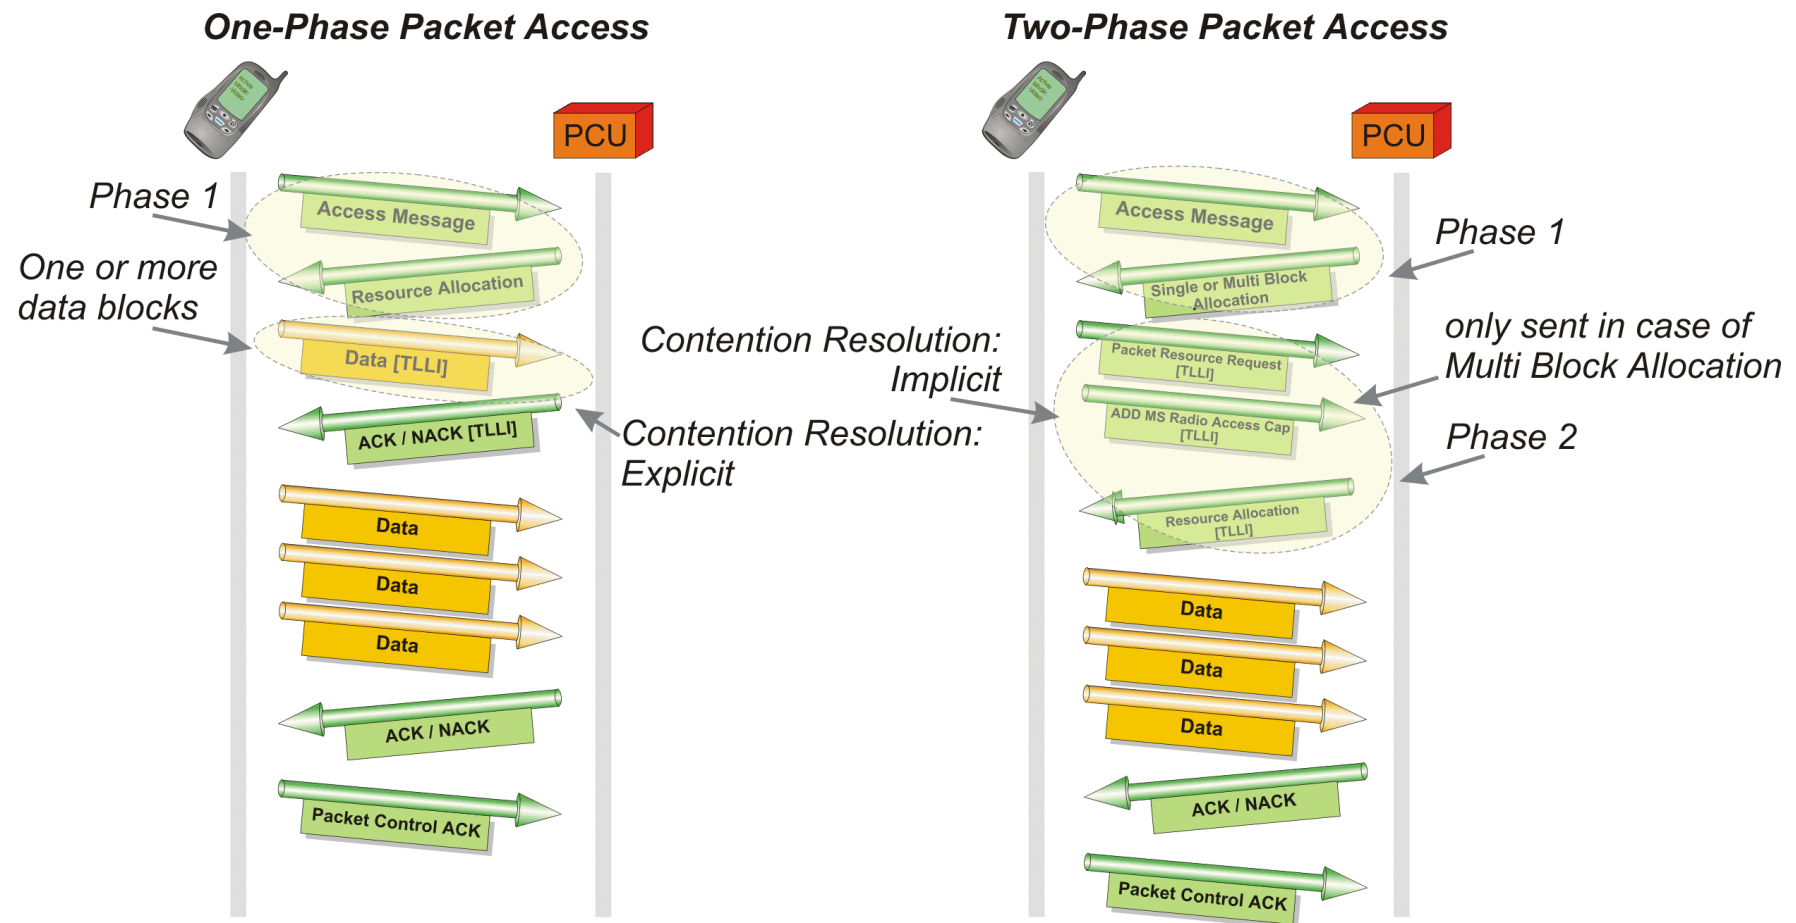 One-Phase Packet Access
PCU
Phase 1
Access Message
One or more
data blocks
Resource Allocation
Data [TLLI]
ACK / NACK [TLLI]
Contention Resolution:
Explicit
Data
Data
Data
ACK / NACK
Packet Control ACK
Two-Phase Packet Access
PCU
Access Message
Phase 1
Single or Multi Block
Allocation
Contention Resolution:
Implicit
Packet Resource Request
[TLLI]
only sent in case of
Multi Block Allocation
ADD MS Radio Access Cap
[TLLI]
Phase 2
Resource Allocation
[TLLI]
Data
Data
Data
ACK / NACK
Packet Control ACK